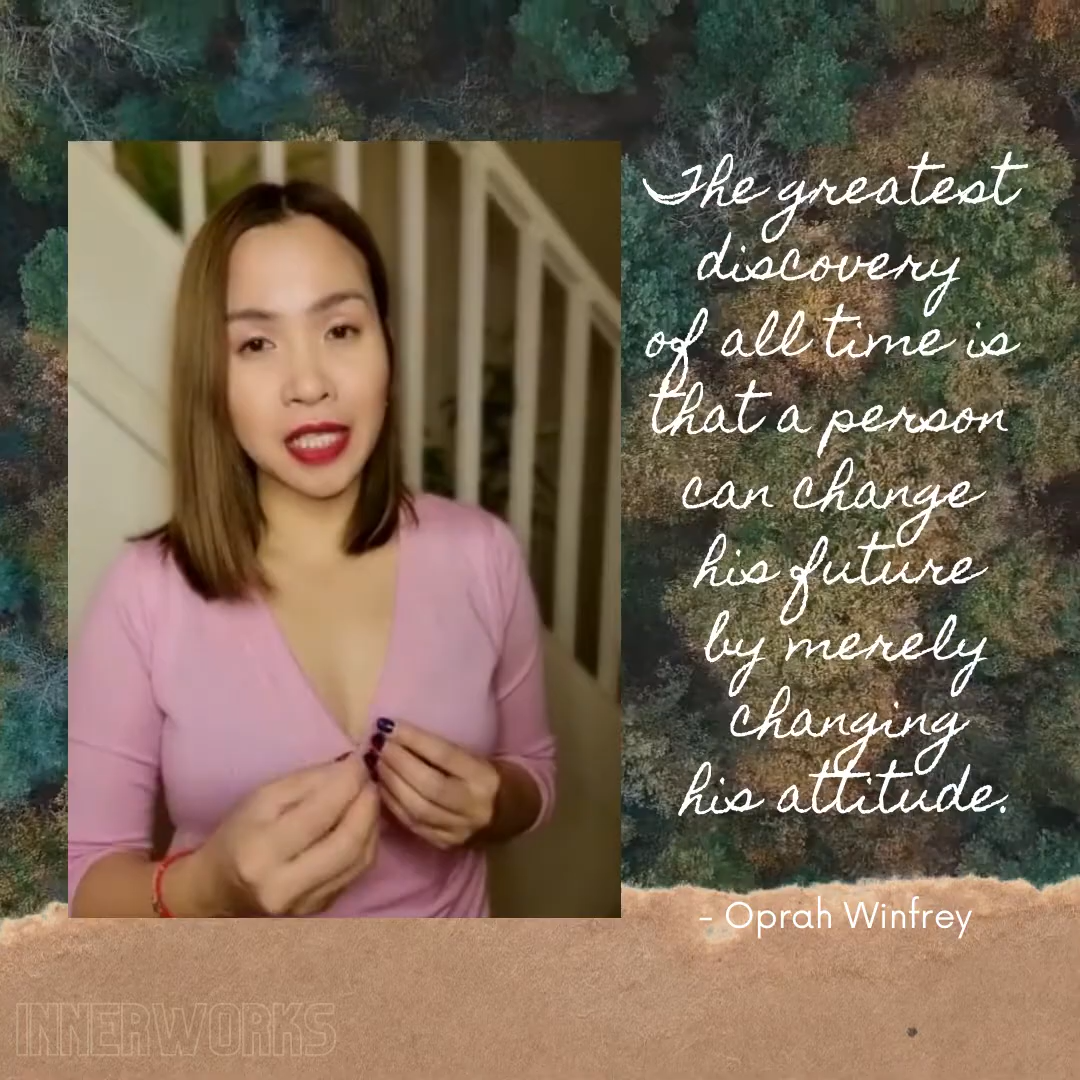 The greatest
discovery
of all time is
that a person
can change
his future
by merely
changing
his attitude.
- Oprah Winfrey
INNERWORKS